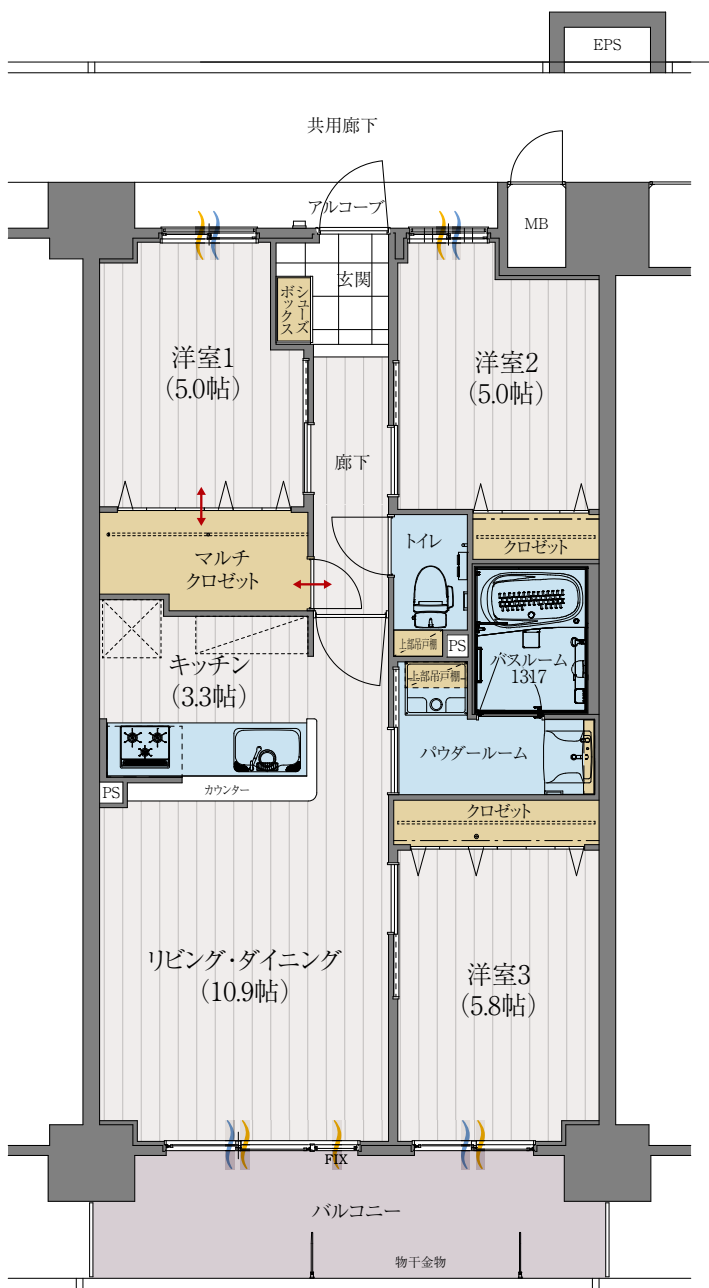 EPS
共用廊下
アルコーブ
MB
玄関
シューズ
ボックス
洋室1
(5.0帖)
洋室2
(5.0帖)
廊下
マルチ
クロゼット
トイレ
クロゼット
上部吊戸棚
PS
バスルーム
1317
キッチン
(3.3帖)
上部吊戸棚
パウダールーム
PS
カウンター
クロゼット
リビング・ダイニング
(10.9帖)
洋室3
(5.8帖)
FIX
バルコニー
物干金物